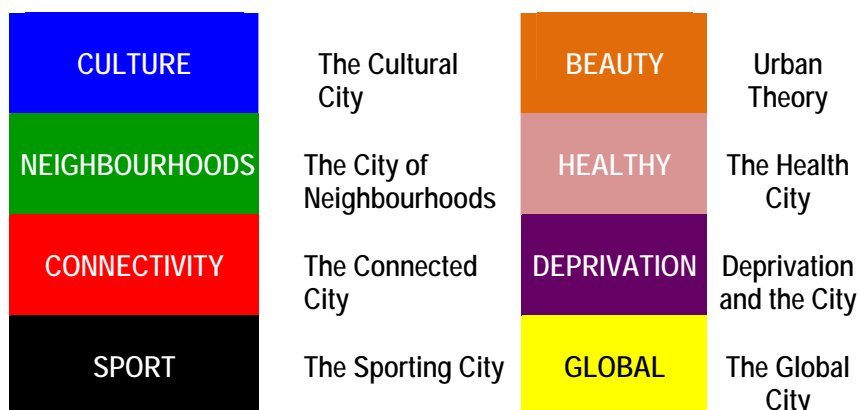 CULTURE
The Cultural
City
BEAUTY
Urban
Theory
NEIGHBOURHOODS
The City of
Neighbourhoods
HEALTHY
The Health
City
CONNECTIVITY
The Connected
City
DEPRIVATION
Deprivation
and the City
SPORT
The Sporting City
GLOBAL
The Global
City